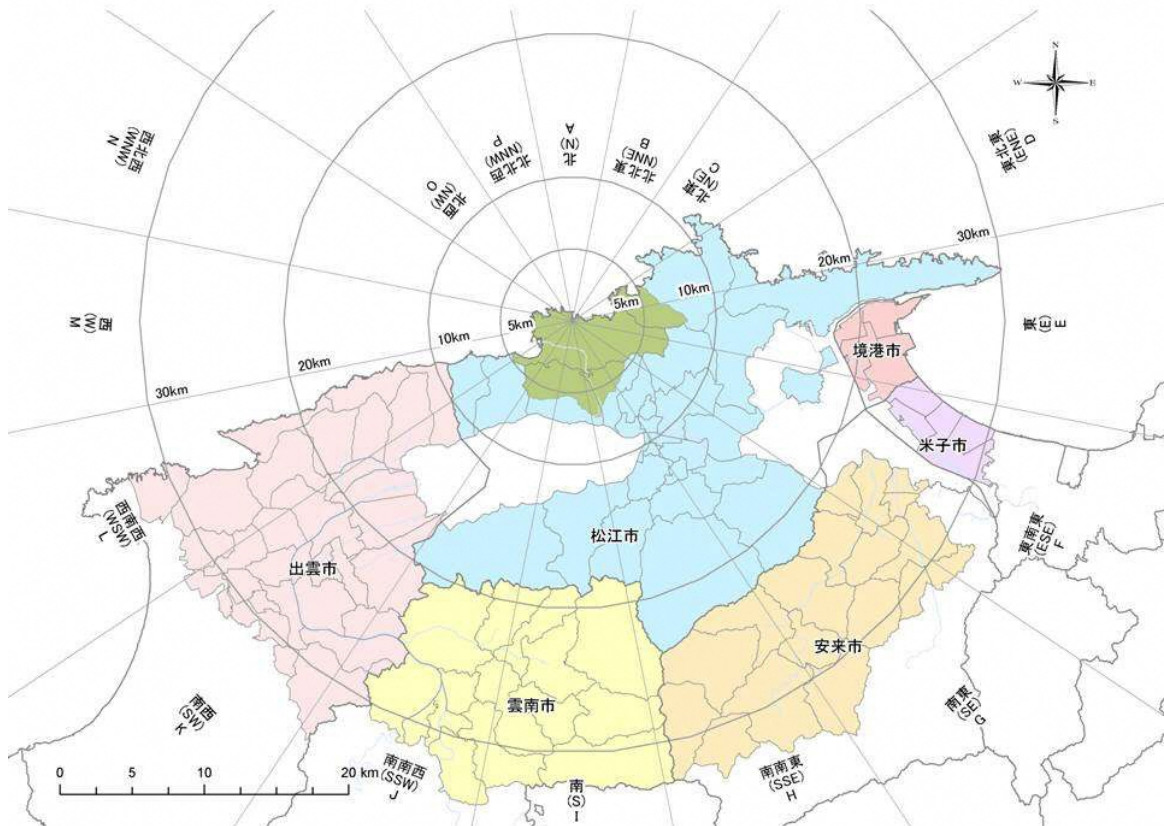 N
W
E
S
北
(N)
A
北北東
(NNE)
B
北東
(NE)
C
東北東
(ENE)
D
東
(E)
E
東南東
(ESE)
F
南東
(SE)
G
南南東
(SSE)
H
南
(S)
I
南南西
(SSW)
J
南西
(SW)
K
西南西
(WSW)
L
西
(W)
M
西北西
(WNW)
N
北西
(NW)
O
北北西
(NNW)
P
30km
20km
10km
5km
5km
10km
20km
30km
境港市
米子市
松江市
出雲市
安来市
雲南市
0 5 10 20 km